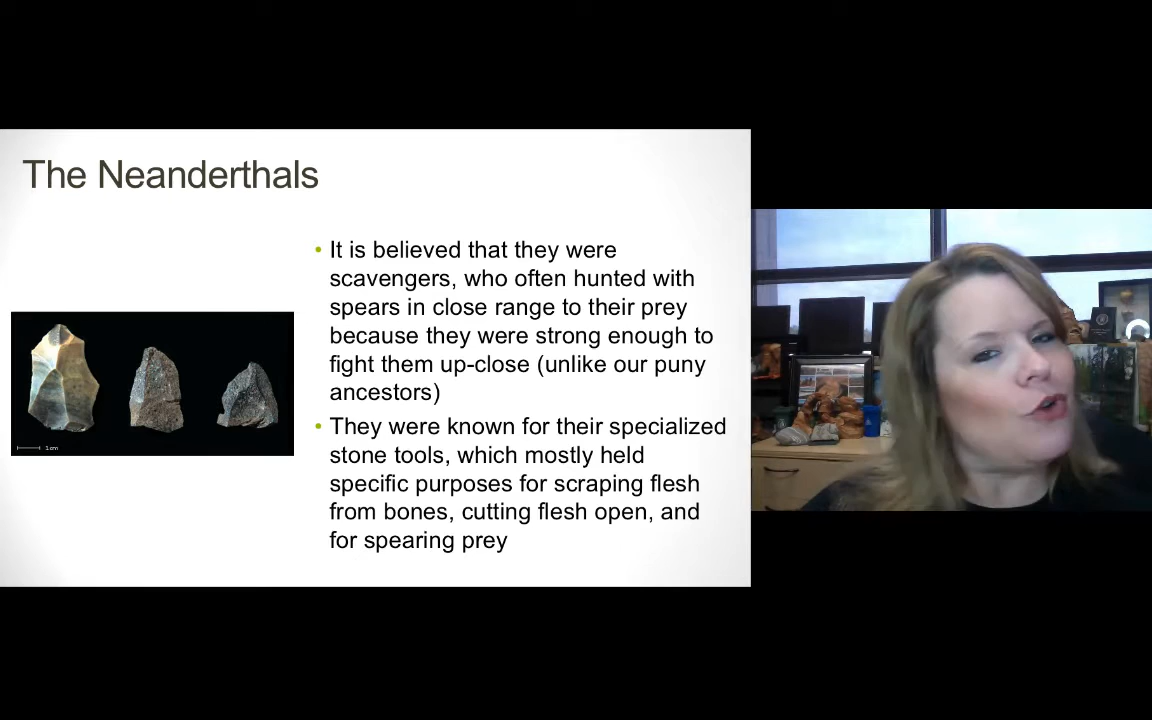 The Neanderthals
• It is believed that they were
scavengers, who often hunted with
spears in close range to their prey
because they were strong enough to
fight them up-close (unlike our puny
ancestors)
• They were known for their specialized
stone tools, which mostly held
specific purposes for scraping flesh
from bones, cutting flesh open, and
for spearing prey
1 cm